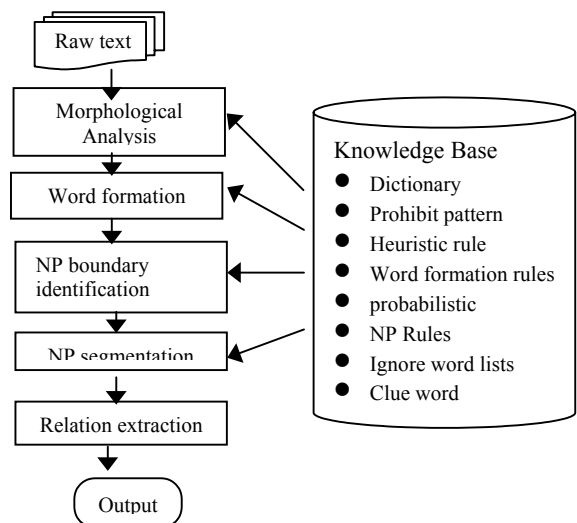 Raw text
Morphological
Analysis
Word formation
NP boundary
identification
NP segmentation
Relation extraction
Output
Knowledge Base
● Dictionary
● Prohibit pattern
● Heuristic rule
● Word formation rules
● probabilistic
● NP Rules
● Ignore word lists
● Clue word